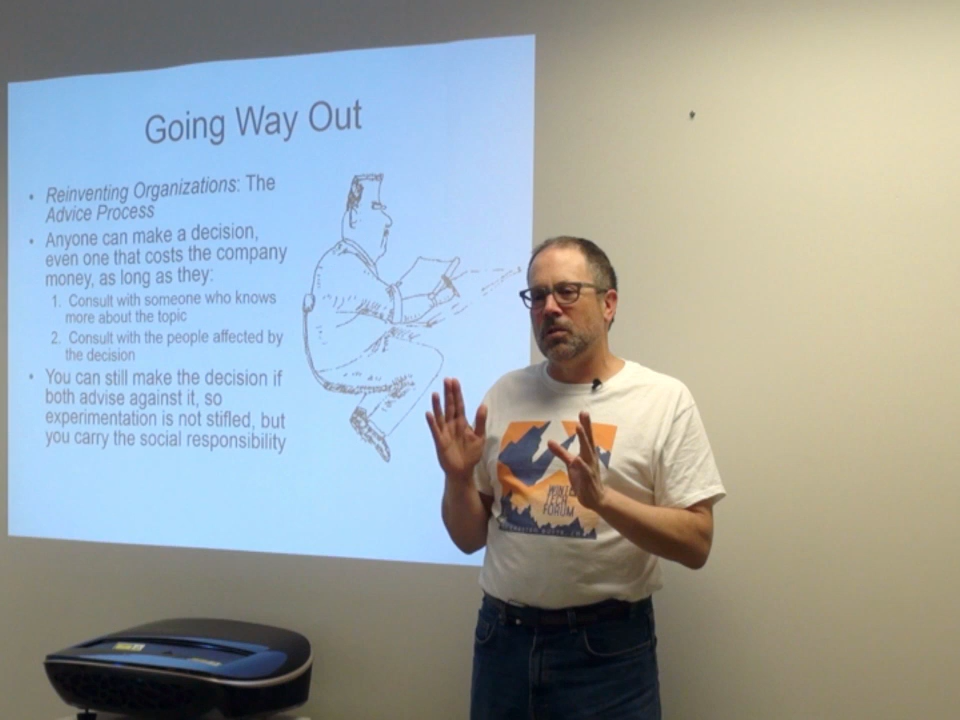 Going Way Out
• Reinventing Organizations: The
Advice Process
• Anyone can make a decision,
even one that costs the company
money, as long as they:
1. Consult with someone who knows
more about the topic
2. Consult with the people affected by
the decision
• You can still make the decision if
both advise against it, so
experimentation is not stifled, but
you carry the social responsibility
TECH
FORUM